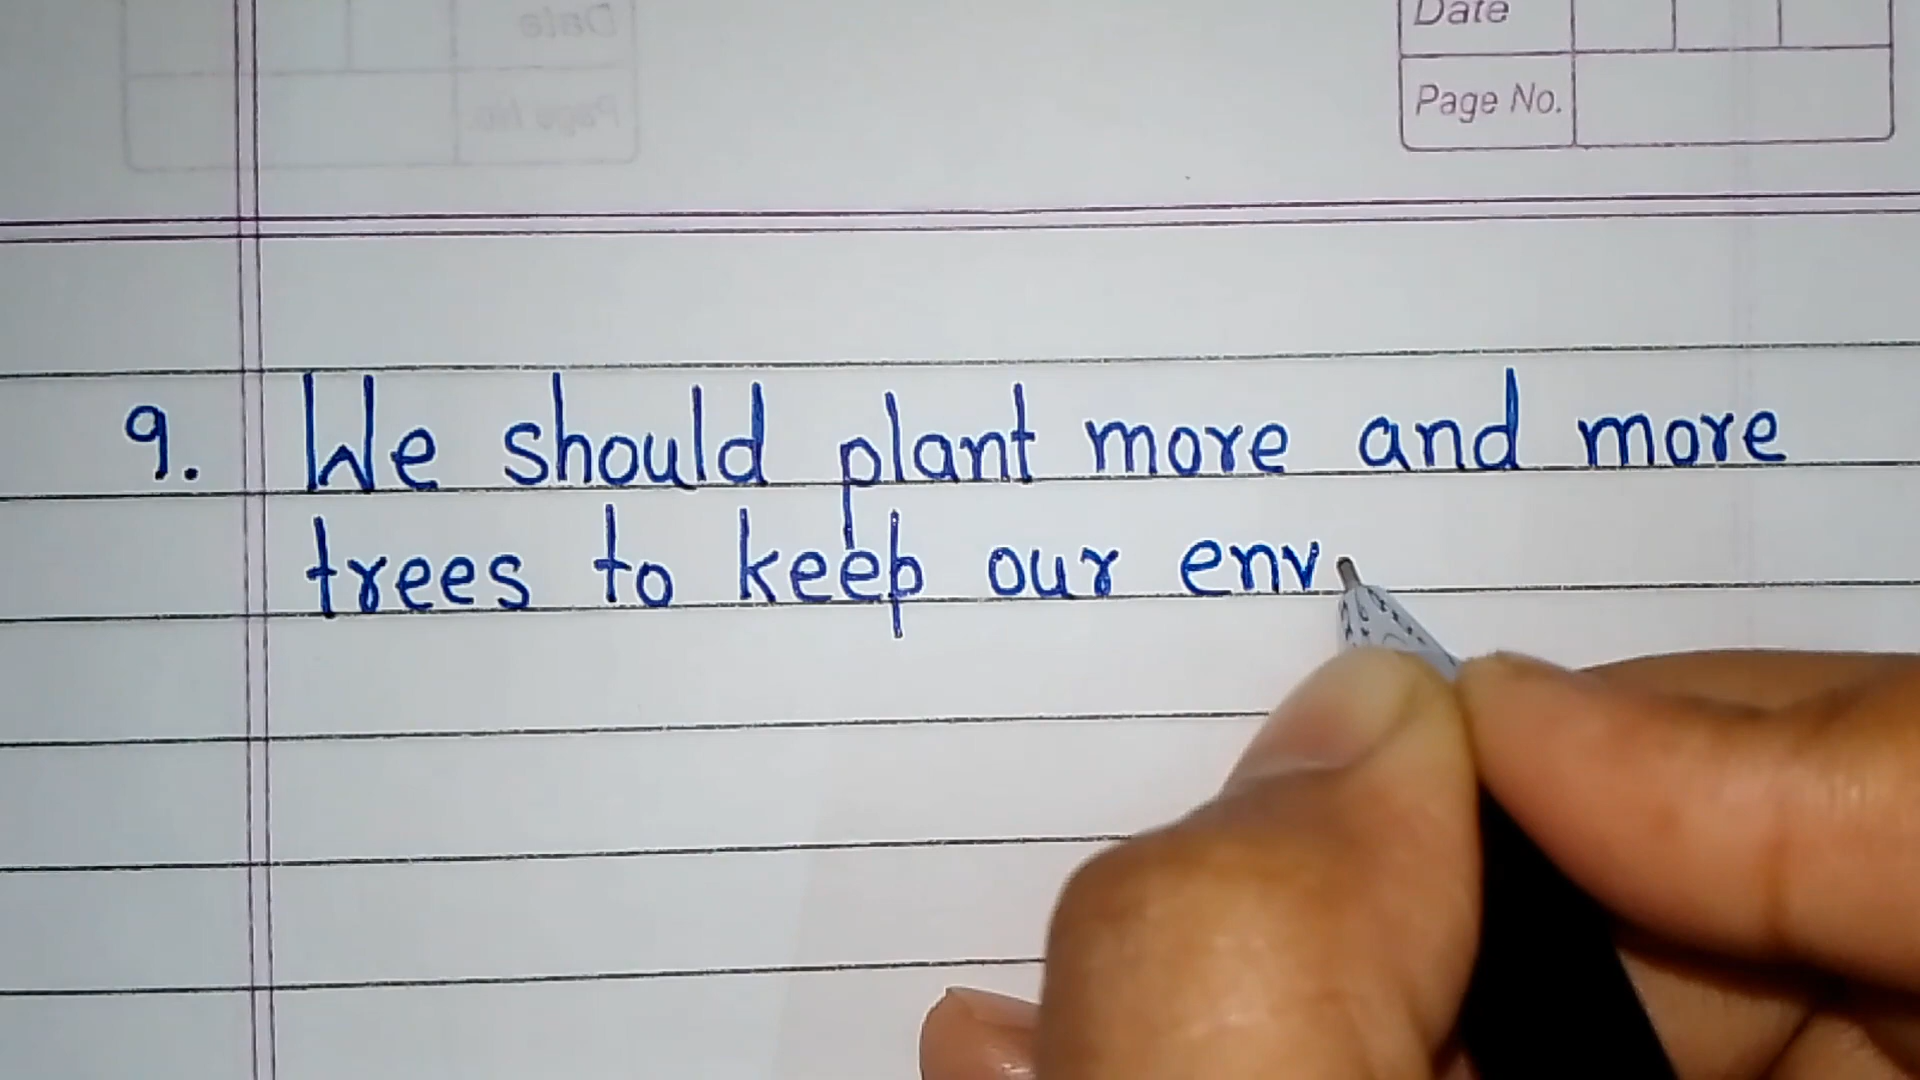 Date
Page No.
9. We should plant more and more
trees to keep our env